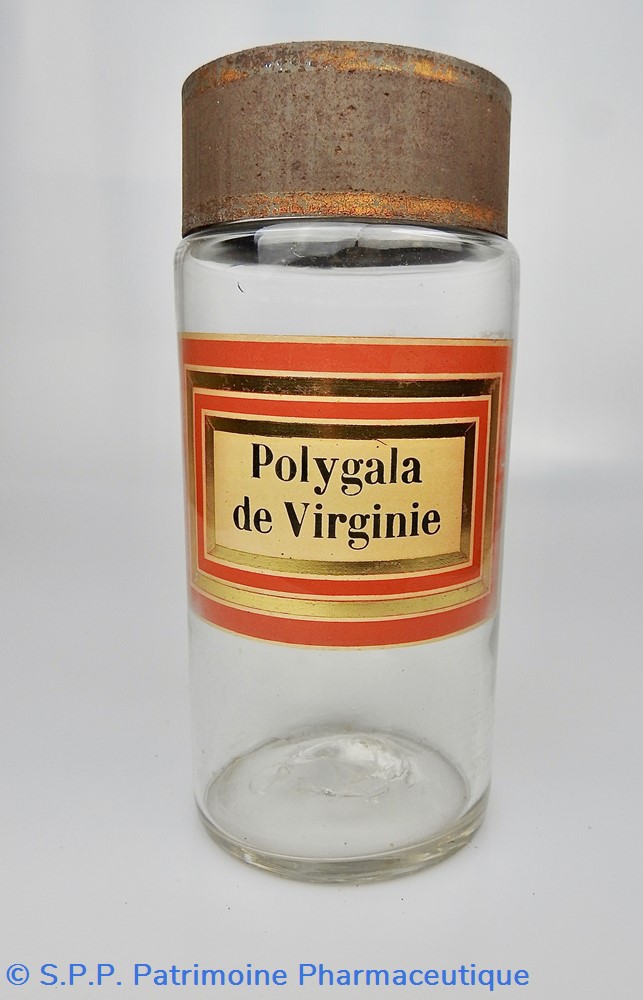 Polygala
de Virginie
© S.P.P. Patrimoine Pharmaceutique